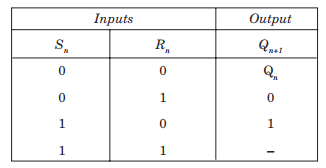 Inputs Output
Sn Rn Qn+1
0 0 Qn
0 1 0
1 0 1
1 1 –